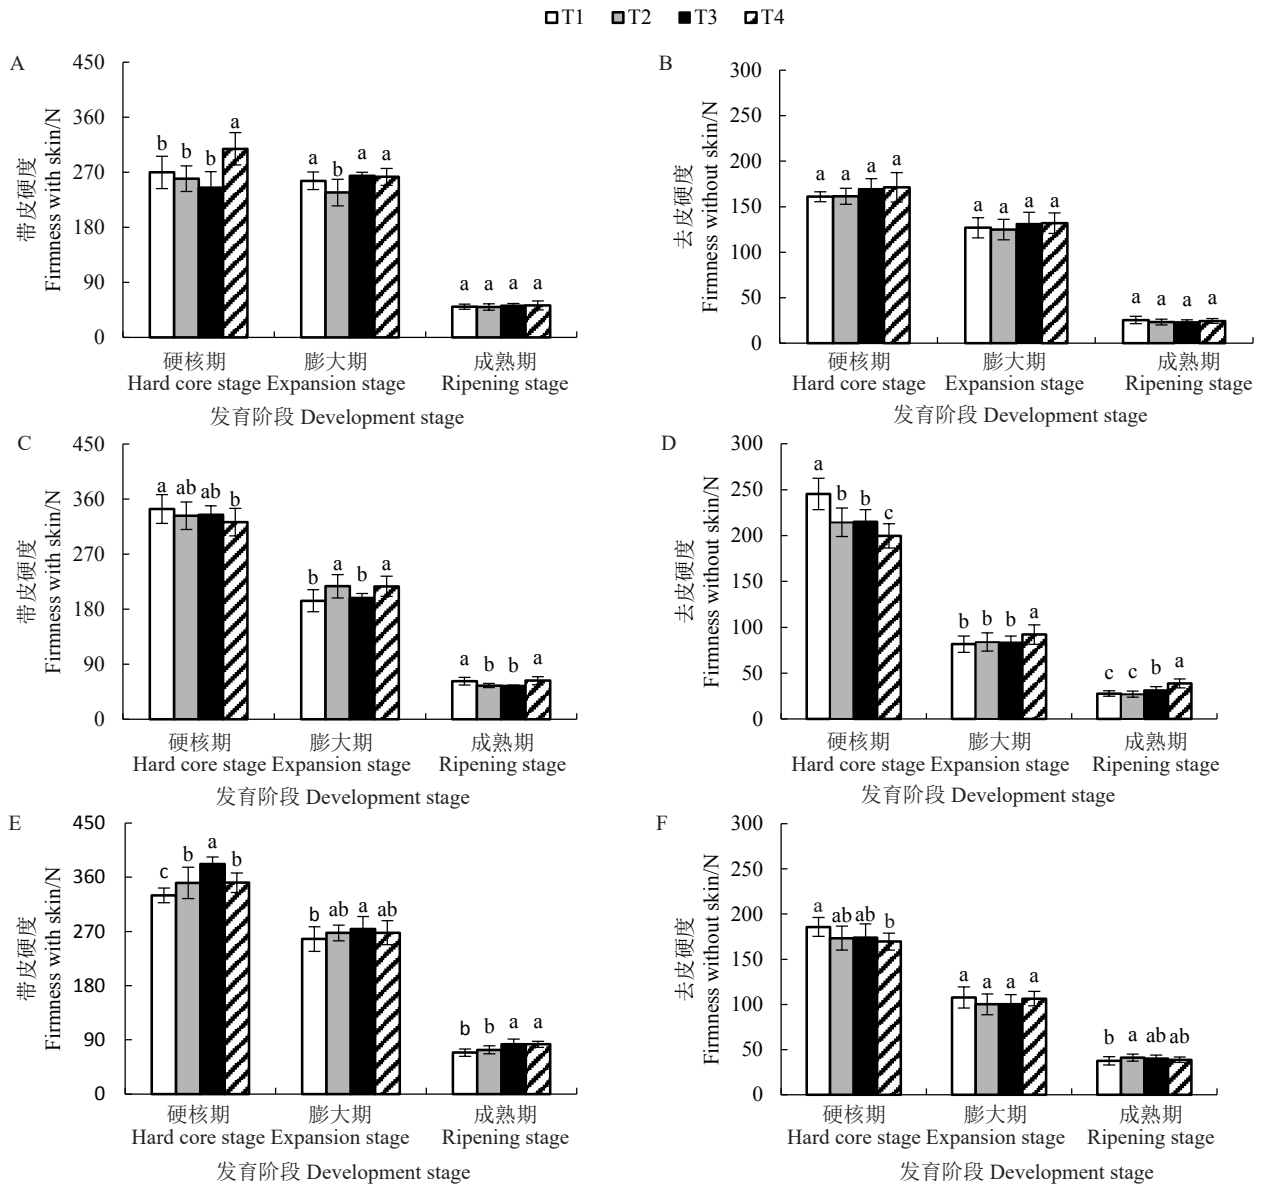 T1 T2 T3 T4
A
带皮硬度
Firmness with skin/N
450
360
270
180
90
0
b b b a
a b a a
a a a a
硬核期 膨大期 成熟期
Hard core stage Expansion stage Ripening stage
发育阶段 Development stage
B
去皮硬度
Firmness without skin/N
300
250
200
150
100
50
0
a a a a
a a a a
a a a a
硬核期 膨大期 成熟期
Hard core stage Expansion stage Ripening stage
发育阶段 Development stage
C
带皮硬度
Firmness with skin/N
450
360
270
180
90
0
a ab ab b
b a b a
a b b a
硬核期 膨大期 成熟期
Hard core stage Expansion stage Ripening stage
发育阶段 Development stage
D
去皮硬度
Firmness without skin/N
300
250
200
150
100
50
0
a b b c
b b b a
c c b a
硬核期 膨大期 成熟期
Hard core stage Expansion stage Ripening stage
发育阶段 Development stage
E
带皮硬度
Firmness with skin/N
450
360
270
180
90
0
c b a b
b ab a ab
b b a a
硬核期 膨大期 成熟期
Hard core stage Expansion stage Ripening stage
发育阶段 Development stage
F
去皮硬度
Firmness without skin/N
300
250
200
150
100
50
0
a ab ab b
a a a a
b a ab ab
硬核期 膨大期 成熟期
Hard core stage Expansion stage Ripening stage
发育阶段 Development stage